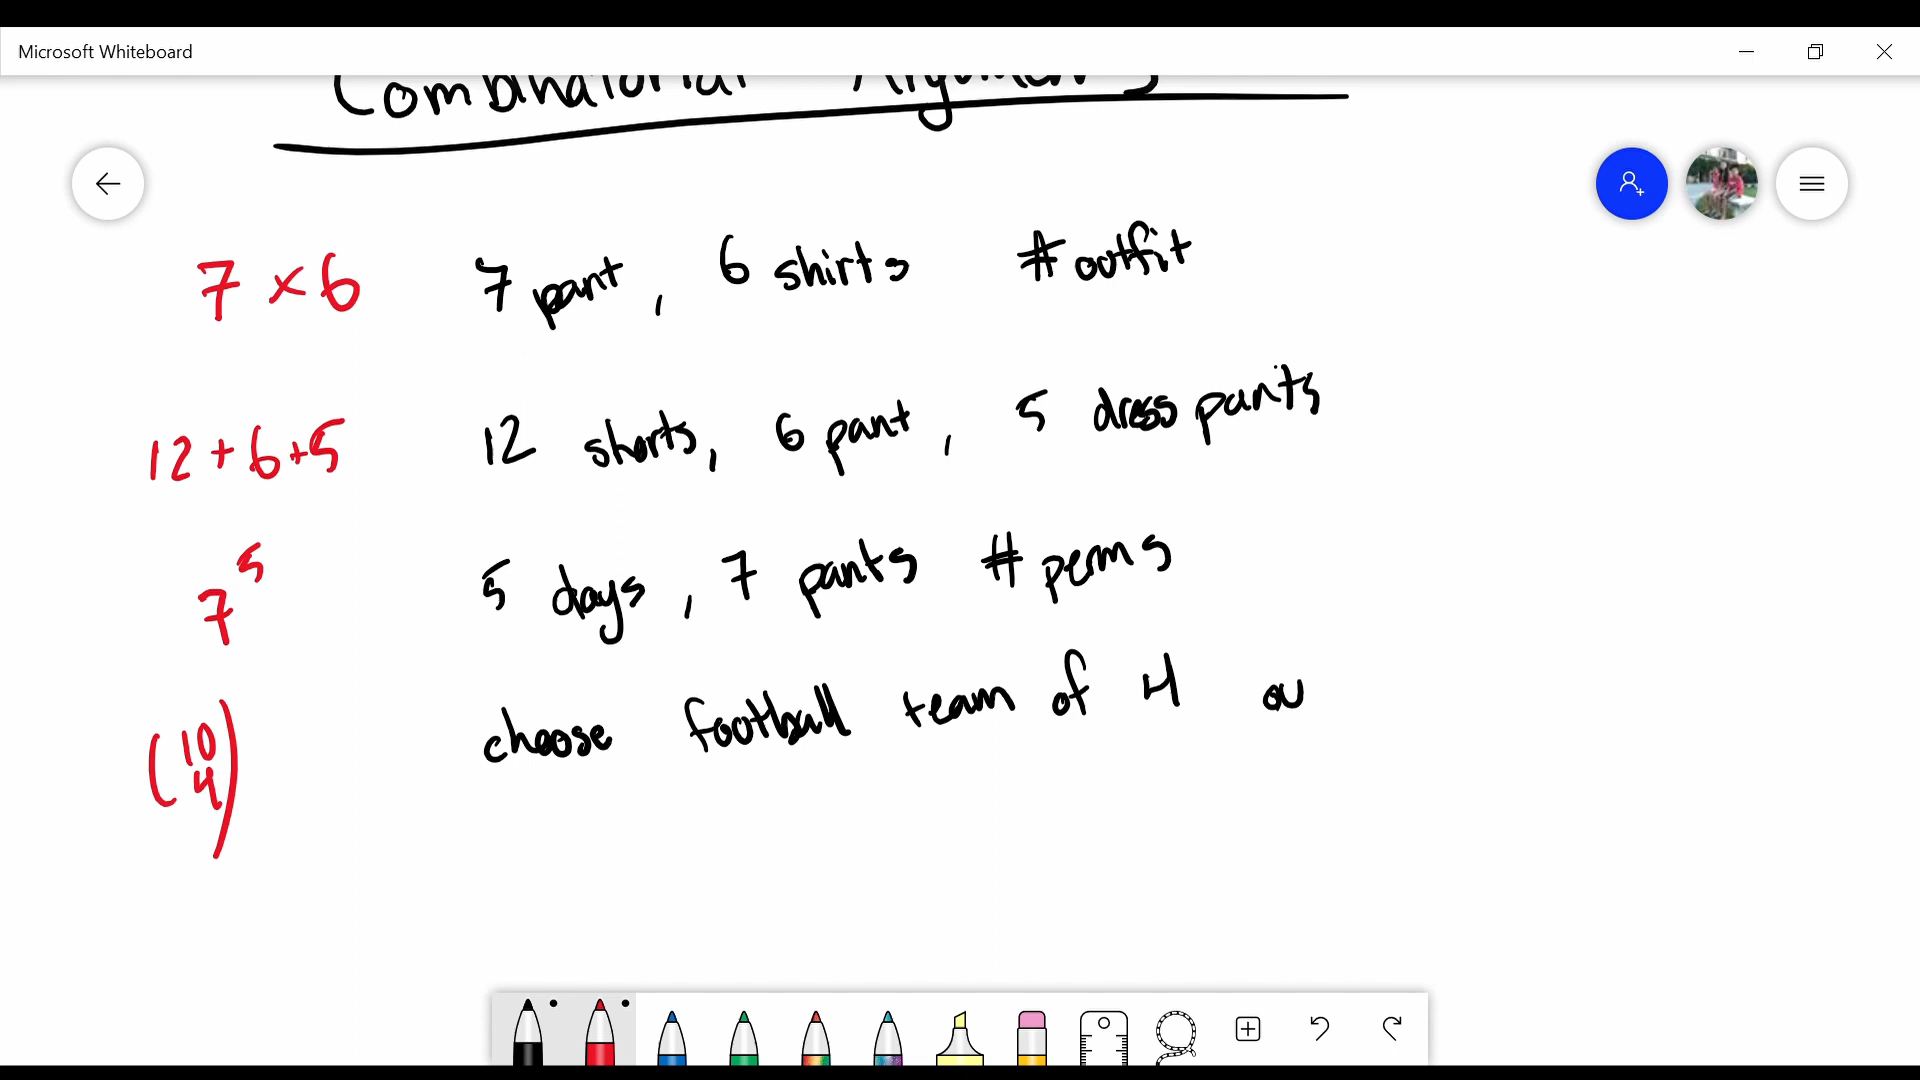 Microsoft Whiteboard
Combinatorial Arguments
7 × 6 7 pant, 6 shirts # outfit
12 + 6 + 5 12 shorts, 6 pant, 5 dress pants
7^5 5 days, 7 pants # perms
(10 4) choose football team of 4 ou